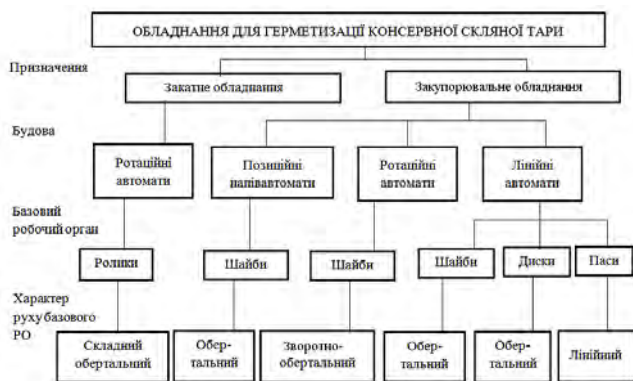 ОБЛАДНАННЯ ДЛЯ ГЕРМЕТИЗАЦІЇ КОНСЕРВНОЇ СКЛЯНОЇ ТАРИ
Призначення
Закатне обладнання
Закупорювальне обладнання
Будова
Ротаційні
автомати
Позиційні
напівавтомати
Ротаційні
автомати
Лінійні
автомати
Базовий
робочий орган
Ролики
Шайби
Шайби
Шайби
Диски
Паси
Характер
руху базового
РО
Складний
обертальний
Обер-
тальний
Зворотно-
обертальний
Обер-
тальний
Обер-
тальний
Лінійний